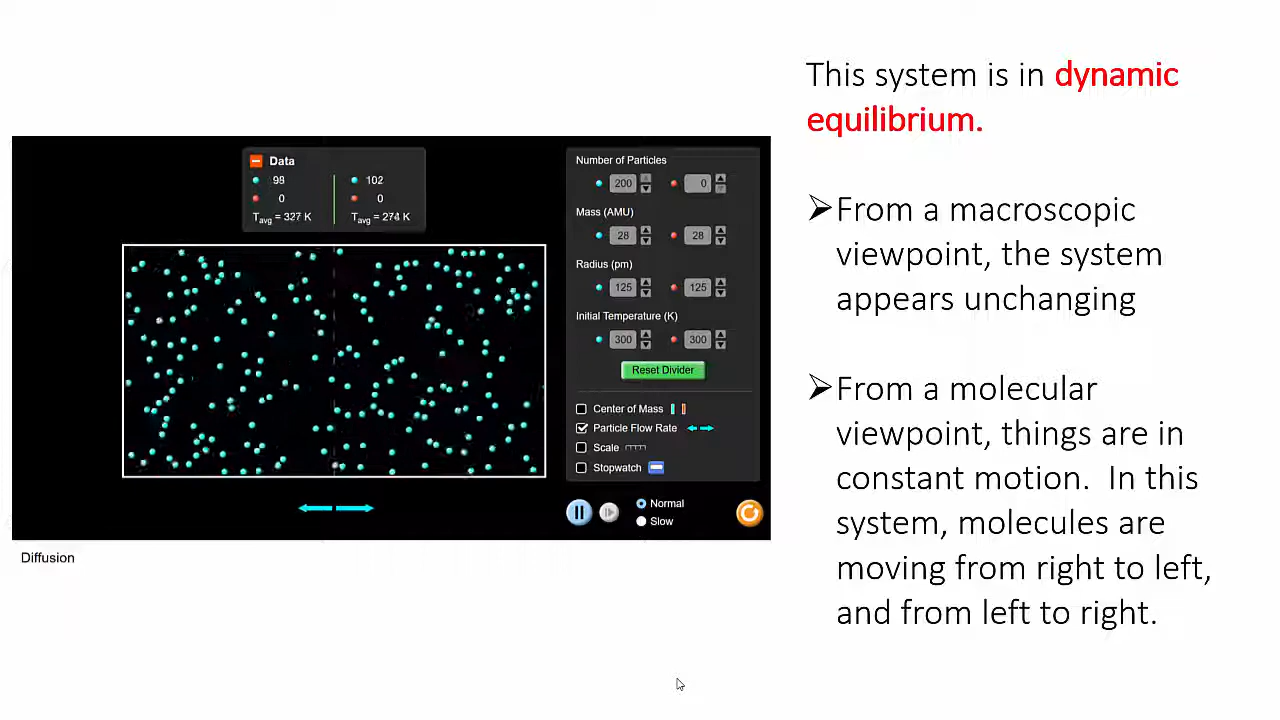 This system is in dynamic
equilibrium.
➢From a macroscopic
viewpoint, the system
appears unchanging
➢From a molecular
viewpoint, things are in
constant motion.  In this
system, molecules are
moving from right to left,
and from left to right.
Data
98 102
0 0
Tavg = 327 K Tavg = 274 K
Number of Particles
200 0
Mass (AMU)
28 28
Radius (pm)
125 125
Initial Temperature (K)
300 300
Reset Divider
Center of Mass
Particle Flow Rate
Scale
Stopwatch
Normal
Slow
Diffusion